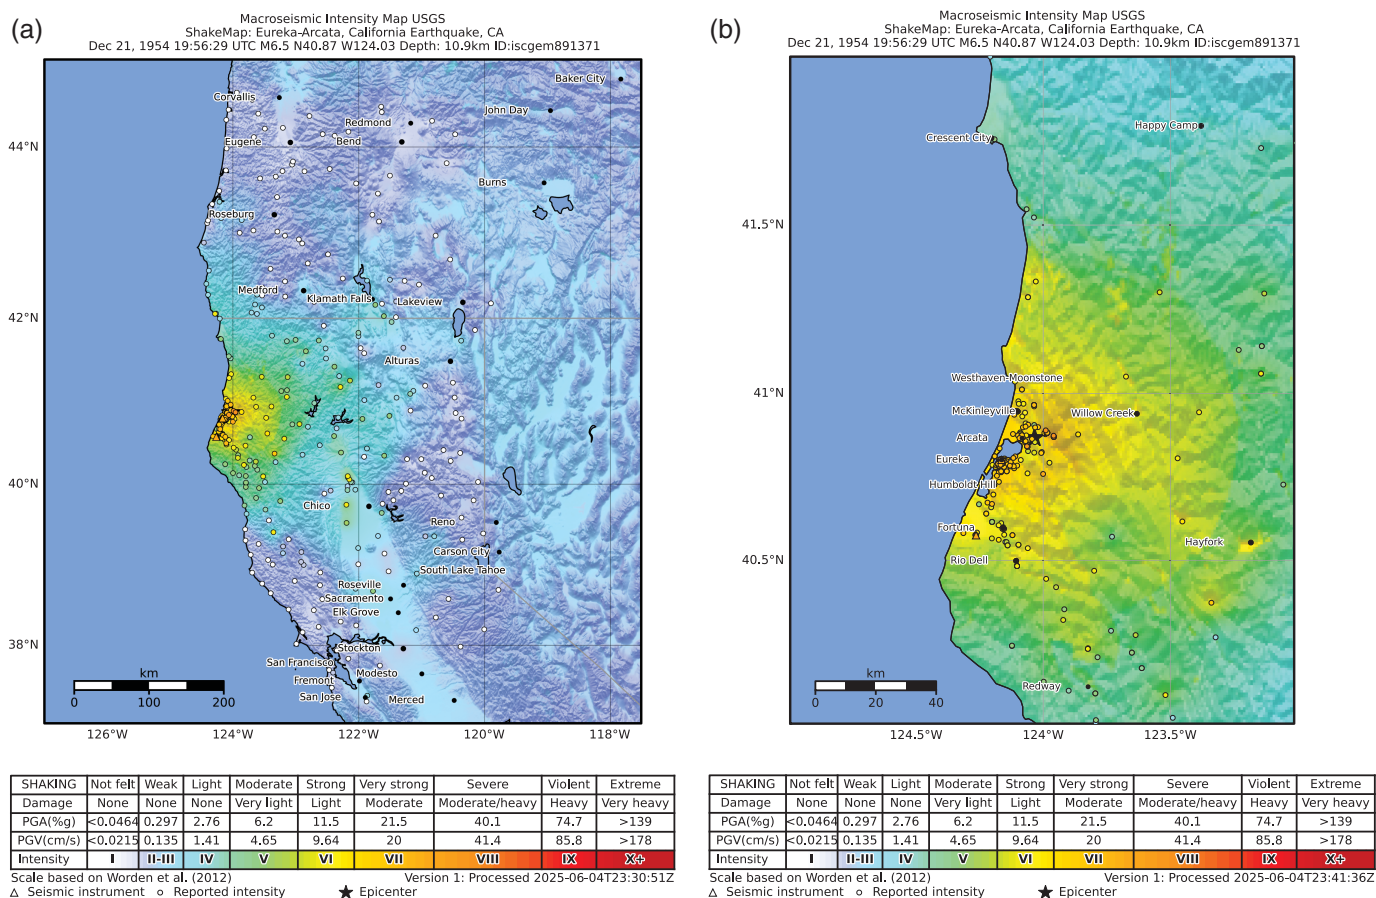 (a)
Macroseismic Intensity Map USGS
ShakeMap: Eureka-Arcata, California Earthquake, CA
Dec 21, 1954 19:56:29 UTC M6.5 N40.87 W124.03 Depth: 10.9km ID:iscgem891371
Baker City
Corvallis
John Day
Redmond
44°N
Eugene
Bend
Burns
Roseburg
Medford
Klamath Falls
Lakeview
42°N
Alturas
40°N
Chico
Reno
Carson City
South Lake Tahoe
Roseville
Sacramento
Elk Grove
38°N
Stockton
San Francisco
Modesto
km
Fremont
San Jose
Merced
0 100 200
126°W 124°W 122°W 120°W 118°W
SHAKING Not felt Weak Light Moderate Strong Very strong Severe Violent Extreme
Damage None None None Very light Light Moderate Moderate/heavy Heavy Very heavy
PGA(%g) <0.0464 0.297 2.76 6.2 11.5 21.5 40.1 74.7 >139
PGV(cm/s) <0.0215 0.135 1.41 4.65 9.64 20 41.4 85.8 >178
Intensity I II-III IV V VI VII VIII IX X+
Scale based on Worden et al. (2012) Version 1: Processed 2025-06-04T23:30:51Z
Seismic instrument Reported intensity Epicenter
(b)
Macroseismic Intensity Map USGS
ShakeMap: Eureka-Arcata, California Earthquake, CA
Dec 21, 1954 19:56:29 UTC M6.5 N40.87 W124.03 Depth: 10.9km ID:iscgem891371
Happy Camp
Crescent City
41.5°N
41°N
Westhaven-Moonstone
McKinleyville
Willow Creek
Arcata
Eureka
Humboldt Hill
Fortuna
Hayfork
40.5°N
Rio Dell
km
Redway
0 20 40
124.5°W 124°W 123.5°W
SHAKING Not felt Weak Light Moderate Strong Very strong Severe Violent Extreme
Damage None None None Very light Light Moderate Moderate/heavy Heavy Very heavy
PGA(%g) <0.0464 0.297 2.76 6.2 11.5 21.5 40.1 74.7 >139
PGV(cm/s) <0.0215 0.135 1.41 4.65 9.64 20 41.4 85.8 >178
Intensity I II-III IV V VI VII VIII IX X+
Scale based on Worden et al. (2012) Version 1: Processed 2025-06-04T23:41:36Z
Seismic instrument Reported intensity Epicenter